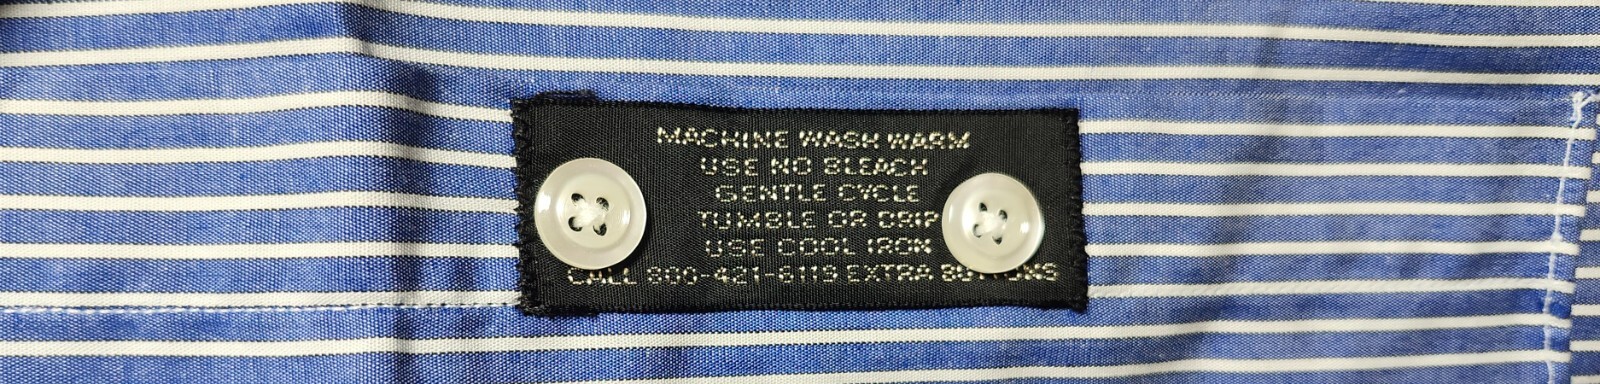 MACHINE WASH WARM
USE NO BLEACH
GENTLE CYCLE
TUMBLE OR DRIP
USE COOL IRON
CALL 800-421-6113 EXTRA BUTTONS